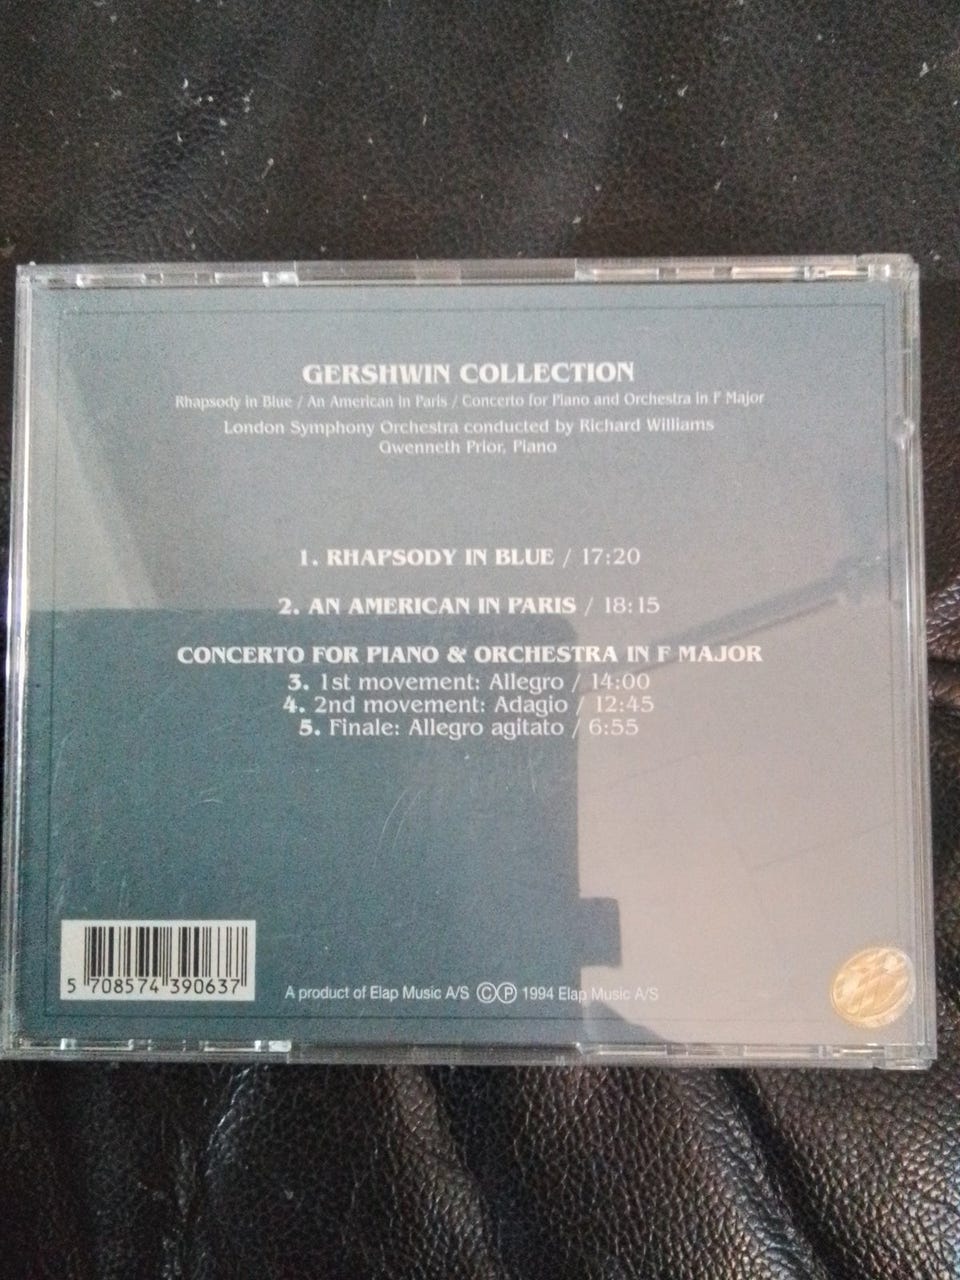 GERSHWIN COLLECTION
Rhapsody in Blue / An American in Paris / Concerto for Piano and Orchestra in F Major
London Symphony Orchestra conducted by Richard Williams
Gwenneth Prior, Piano
1. RHAPSODY IN BLUE / 17:20
2. AN AMERICAN IN PARIS / 18:15
CONCERTO FOR PIANO & ORCHESTRA IN F MAJOR
3. 1st movement: Allegro / 14:00
4. 2nd movement: Adagio / 12:45
5. Finale: Allegro agitato / 6:55
5 708574 390637
A product of Elap Music A/S ⓒⓟ 1994 Elap Music A/S